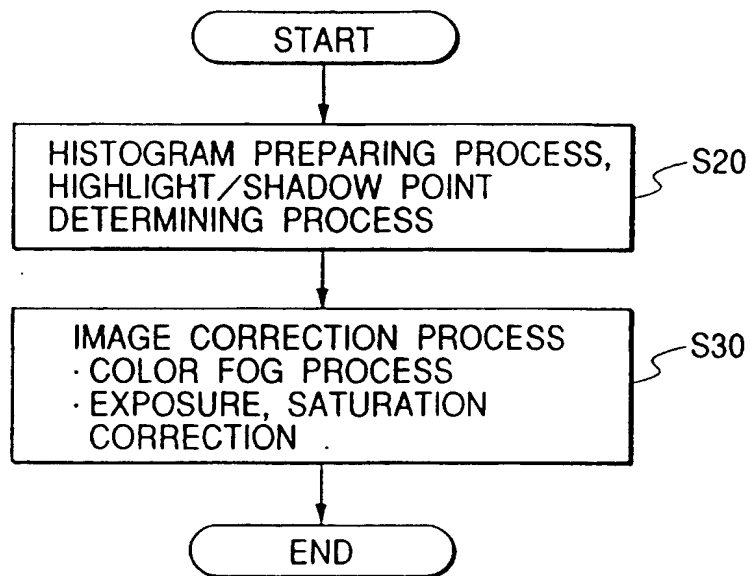 START
HISTOGRAM PREPARING PROCESS,
HIGHLIGHT/SHADOW POINT
DETERMINING PROCESS
S20
IMAGE CORRECTION PROCESS
· COLOR FOG PROCESS
· EXPOSURE, SATURATION
CORRECTION
S30
END